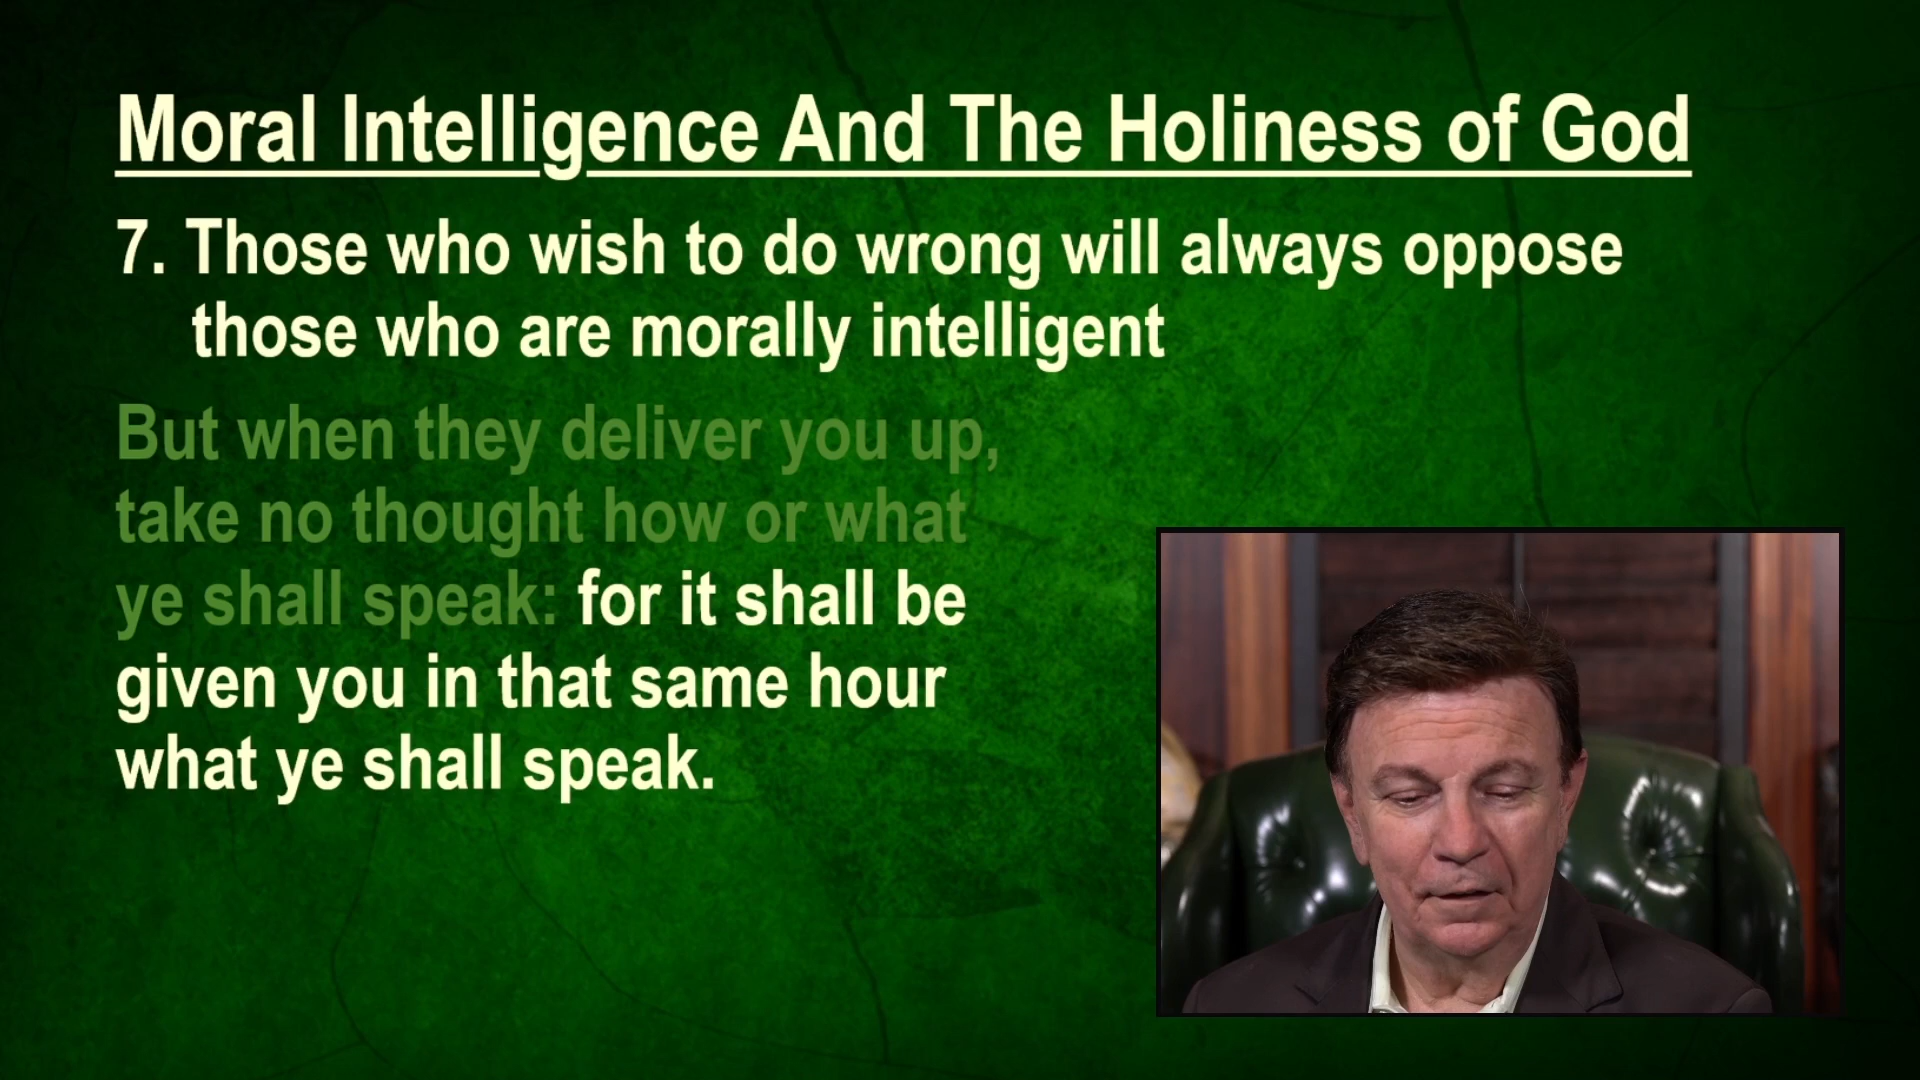 Moral Intelligence And The Holiness of God
7. Those who wish to do wrong will always oppose
those who are morally intelligent
But when they deliver you up,
take no thought how or what
ye shall speak: for it shall be
given you in that same hour
what ye shall speak.